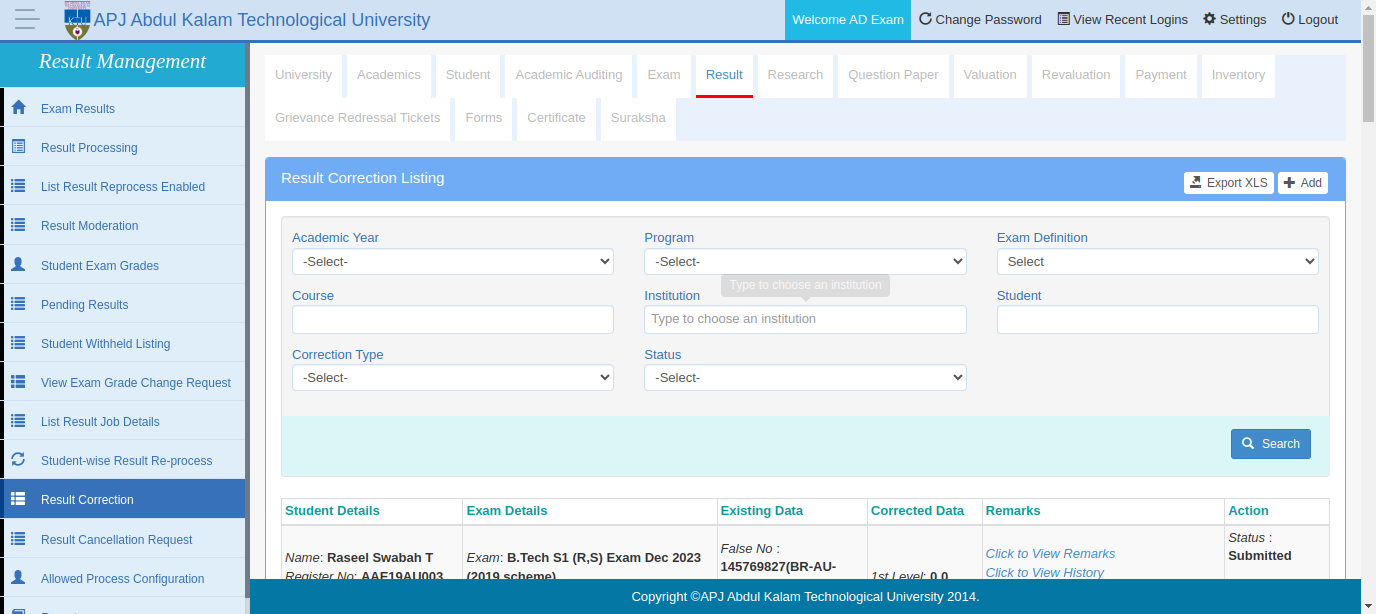 APJ Abdul Kalam Technological University
Welcome AD Exam Change Password View Recent Logins Settings Logout
Result Management
Exam Results
Result Processing
List Result Reprocess Enabled
Result Moderation
Student Exam Grades
Pending Results
Student Withheld Listing
View Exam Grade Change Request
List Result Job Details
Student-wise Result Re-process
Result Correction
Result Cancellation Request
Allowed Process Configuration
University Academics Student Academic Auditing Exam Result Research Question Paper Valuation Revaluation Payment Inventory
Grievance Redressal Tickets Forms Certificate Suraksha
Result Correction Listing
Export XLS Add
Academic Year Program Exam Definition
-Select- -Select- Select
Type to choose an institution
Course Institution Student
Type to choose an institution
Correction Type Status
-Select- -Select-
Search
Student Details Exam Details Existing Data Corrected Data Remarks Action
Name: Raseel Swabah T
Register No: AAE19AU003
Exam: B.Tech S1 (R,S) Exam Dec 2023
(2019 scheme)
False No :
145769827(BR-AU-
1st Level: 0.0
Click to View Remarks
Click to View History
Status :
Submitted
Copyright ©APJ Abdul Kalam Technological University 2014.